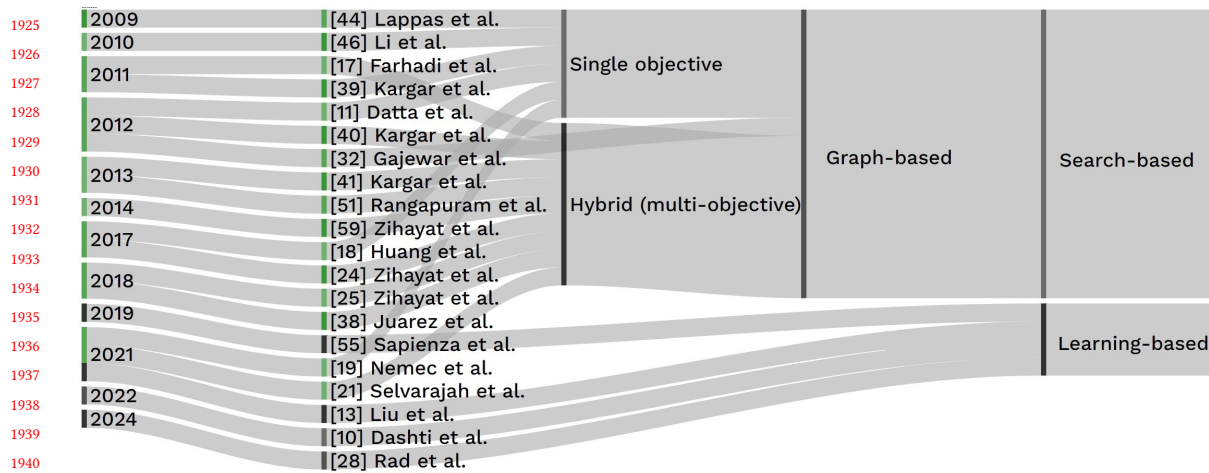 1925
1926
1927
1928
1929
1930
1931
1932
1933
1934
1935
1936
1937
1938
1939
1940
2009
2010
2011
2012
2013
2014
2017
2018
2019
2021
2022
2024
[44] Lappas et al.
[46] Li et al.
[17] Farhadi et al.
[39] Kargar et al.
[11] Datta et al.
[40] Kargar et al.
[32] Gajewar et al.
[41] Kargar et al.
[51] Rangapuram et al.
[59] Zihayat et al.
[18] Huang et al.
[24] Zihayat et al.
[25] Zihayat et al.
[38] Juarez et al.
[55] Sapienza et al.
[19] Nemec et al.
[21] Selvarajah et al.
[13] Liu et al.
[10] Dashti et al.
[28] Rad et al.
Single objective
Hybrid (multi-objective)
Graph-based
Search-based
Learning-based